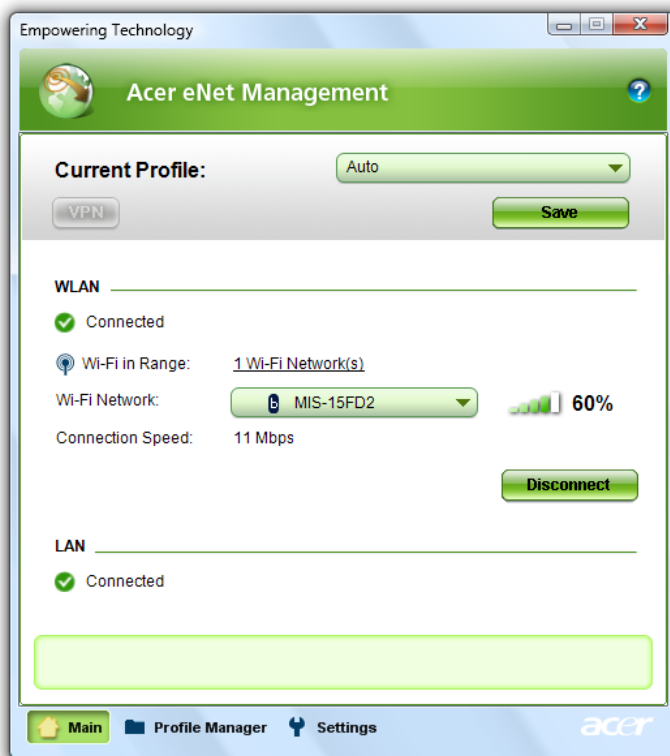 Empowering Technology
Acer eNet Management
?
Current Profile: Auto
VPN Save
WLAN
Connected
Wi-Fi in Range: 1 Wi-Fi Network(s)
Wi-Fi Network: b MIS-15FD2 60%
Connection Speed: 11 Mbps
Disconnect
LAN
Connected
Main Profile Manager Settings acer